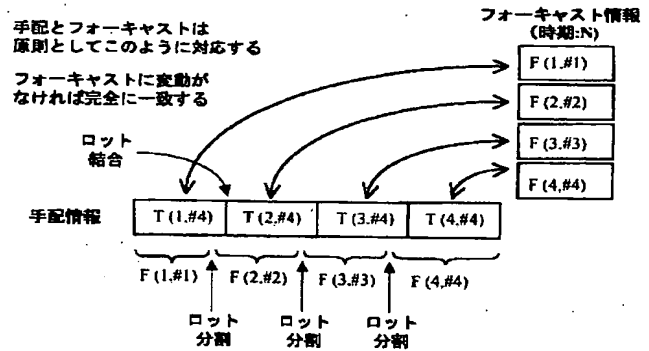 手配とフォーキャストは
原則としてこのように対応する
フォーキャストに変動が
なければ完全に一致する
フォーキャスト情報
(時期:N)
F (1,#1)
F (2,#2)
F (3,#3)
F (4,#4)
ロット
結合
手配情報
T (1,#4)
T (2,#4)
T (3,#4)
T (4,#4)
F (1,#1)
F (2,#2)
F (3,#3)
F (4,#4)
ロット
分割
ロット
分割
ロット
分割